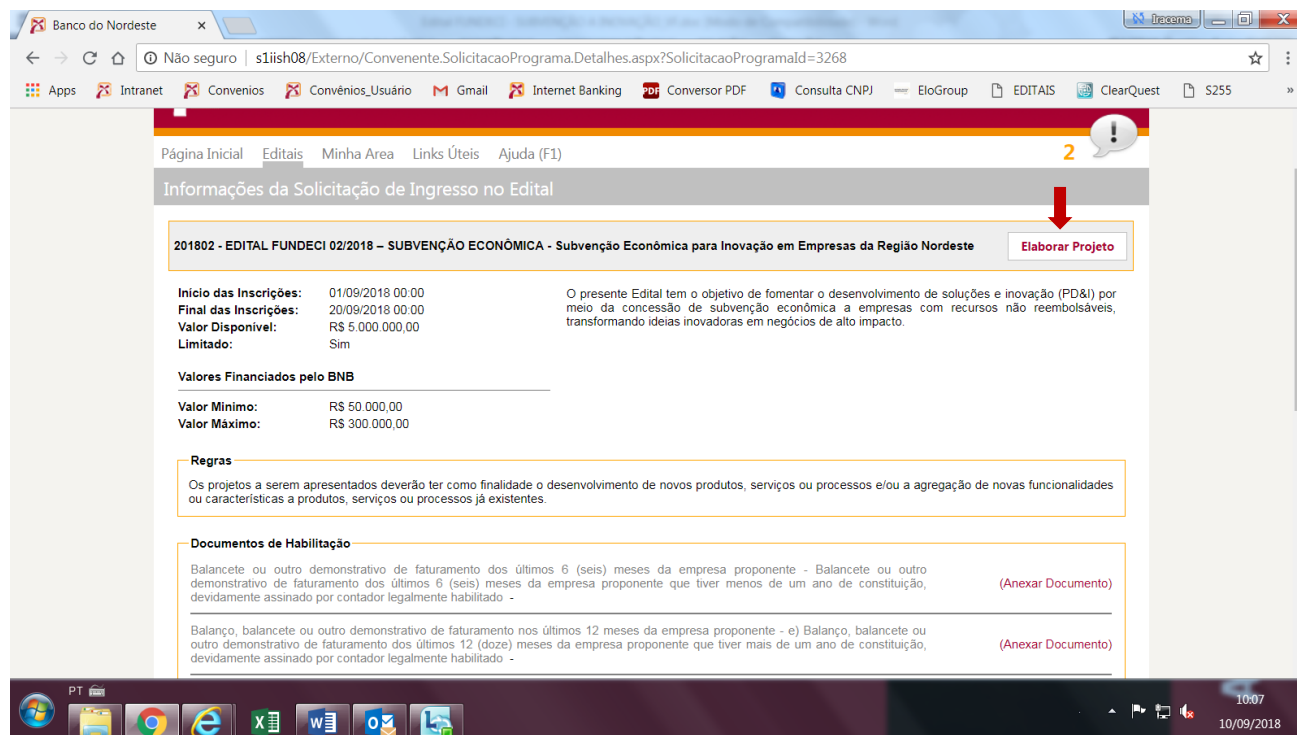 Banco do Nordeste
Iracema
Não seguro | s1iish08/Externo/Convenente.SolicitacaoPrograma.Detalhes.aspx?SolicitacaoProgramaId=3268
Apps Intranet Convenios Convênios_Usuário Gmail Internet Banking Conversor PDF Consulta CNPJ EloGroup EDITAIS ClearQuest S255 »
Página Inicial Editais Minha Area Links Úteis Ajuda (F1) 2 !
Informações da Solicitação de Ingresso no Edital
201802 - EDITAL FUNDECI 02/2018 – SUBVENÇÃO ECONÔMICA - Subvenção Econômica para Inovação em Empresas da Região Nordeste Elaborar Projeto
Início das Inscrições: 01/09/2018 00:00
Final das Inscrições: 20/09/2018 00:00
Valor Disponível: R$ 5.000.000,00
Limitado: Sim
O presente Edital tem o objetivo de fomentar o desenvolvimento de soluções e inovação (PD&I) por
meio da concessão de subvenção econômica a empresas com recursos não reembolsáveis,
transformando ideias inovadoras em negócios de alto impacto.
Valores Financiados pelo BNB
Valor Mínimo: R$ 50.000,00
Valor Máximo: R$ 300.000,00
Regras
Os projetos a serem apresentados deverão ter como finalidade o desenvolvimento de novos produtos, serviços ou processos e/ou a agregação de novas funcionalidades
ou características a produtos, serviços ou processos já existentes.
Documentos de Habilitação
Balancete ou outro demonstrativo de faturamento dos últimos 6 (seis) meses da empresa proponente - Balancete ou outro
demonstrativo de faturamento dos últimos 6 (seis) meses da empresa proponente que tiver menos de um ano de constituição,
devidamente assinado por contador legalmente habilitado -
(Anexar Documento)
Balanço, balancete ou outro demonstrativo de faturamento nos últimos 12 meses da empresa proponente - e) Balanço, balancete ou
outro demonstrativo de faturamento dos últimos 12 (doze) meses da empresa proponente que tiver mais de um ano de constituição,
devidamente assinado por contador legalmente habilitado -
(Anexar Documento)
PT
10:07
10/09/2018